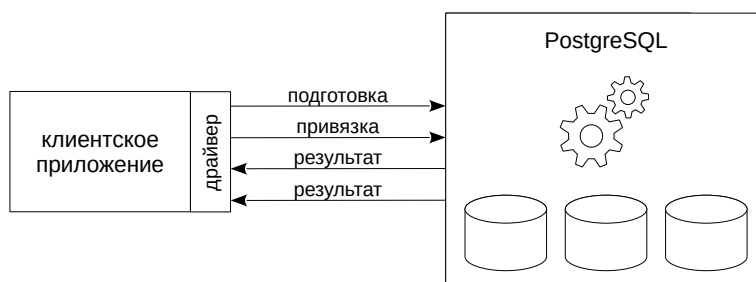 PostgreSQL
клиентское
приложение
драйвер
подготовка
привязка
результат
результат